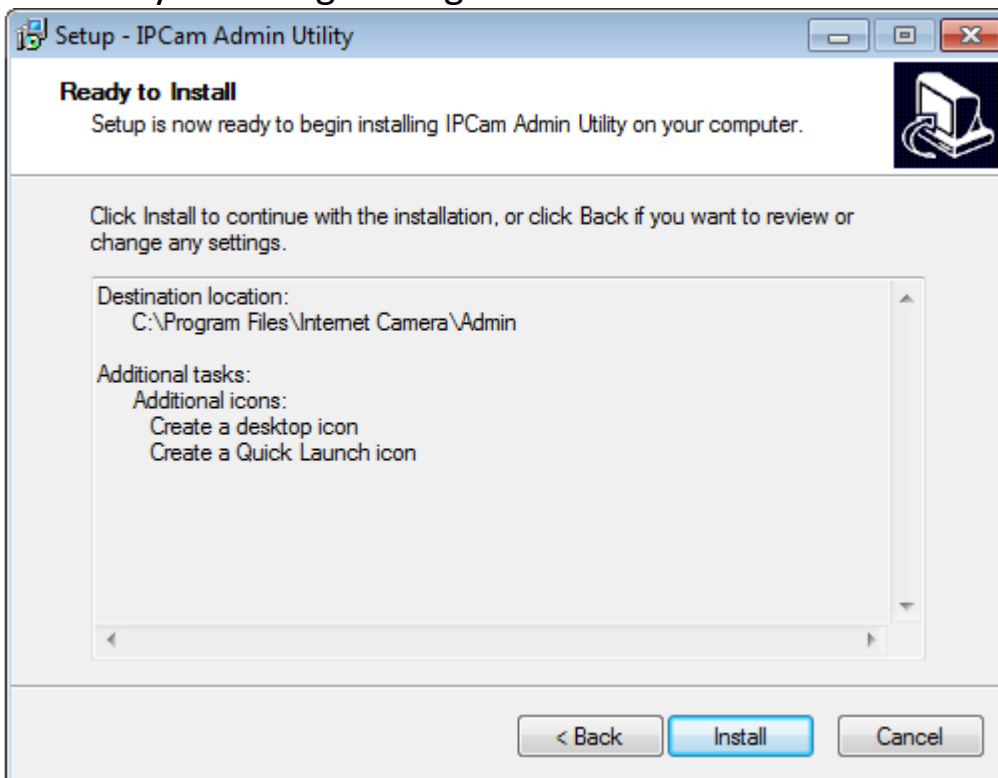 Setup - IPCam Admin Utility
Ready to Install
Setup is now ready to begin installing IPCam Admin Utility on your computer.
Click Install to continue with the installation, or click Back if you want to review or
change any settings.
Destination location:
C:\Program Files\Internet Camera\Admin
Additional tasks:
Additional icons:
Create a desktop icon
Create a Quick Launch icon
< Back
Install
Cancel